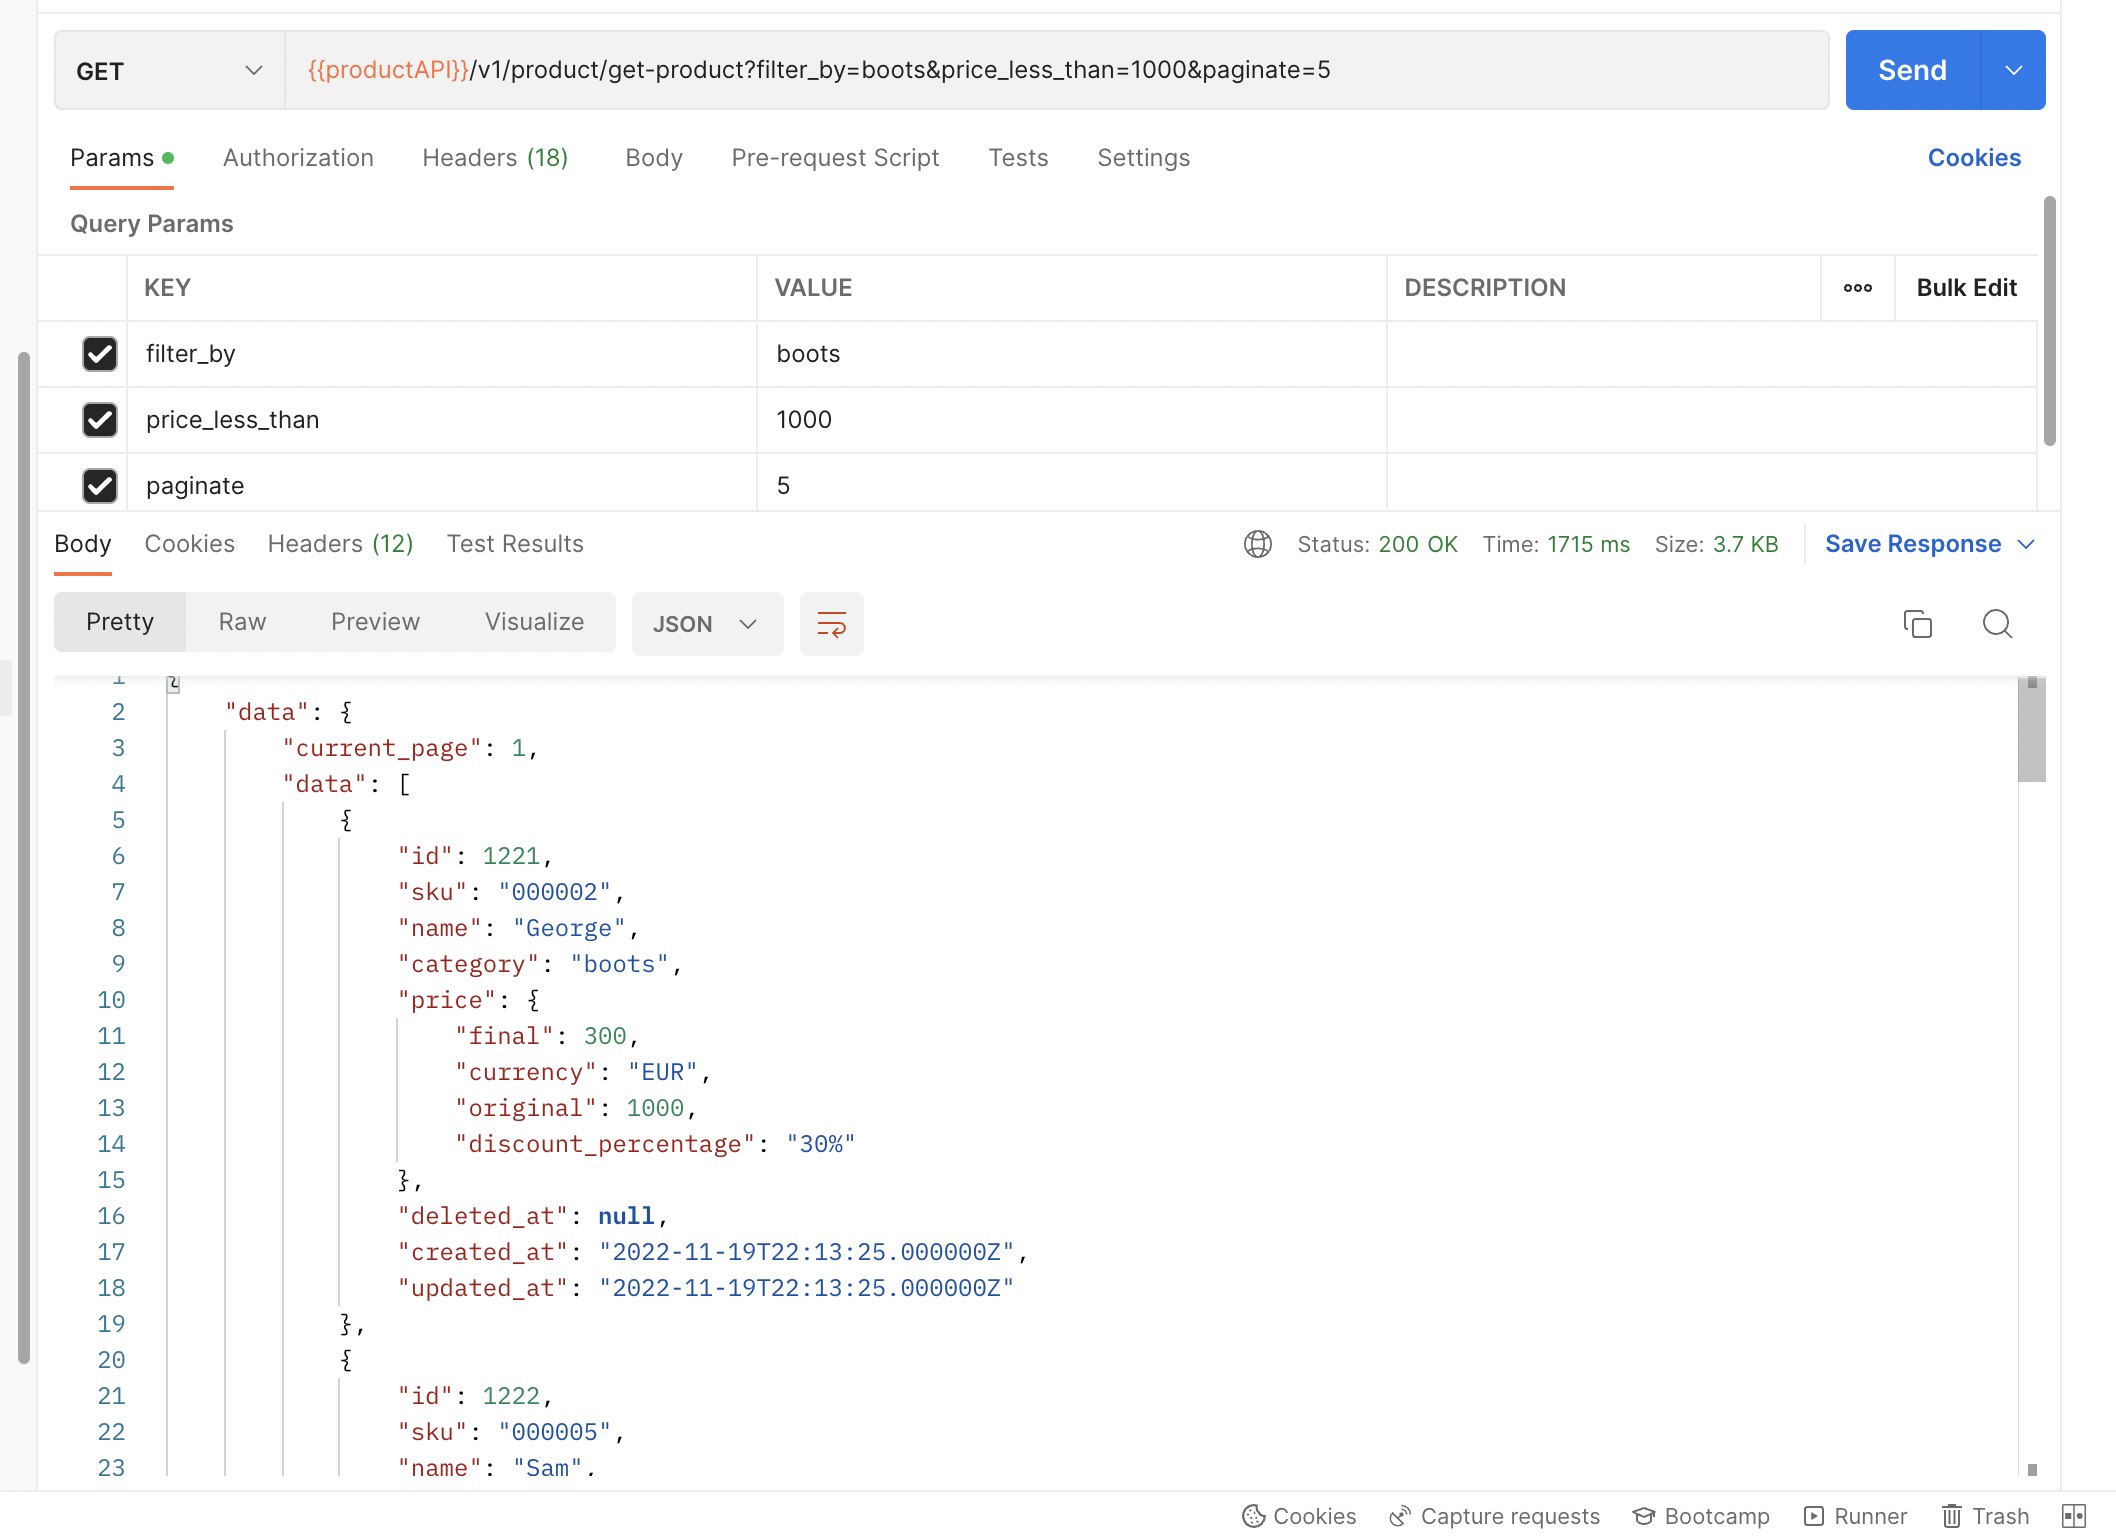 GET {{productAPI}}/v1/product/get-product?filter_by=boots&price_less_than=1000&paginate=5 Send
Params Authorization Headers (18) Body Pre-request Script Tests Settings Cookies
Query Params
KEY VALUE DESCRIPTION Bulk Edit
filter_by boots
price_less_than 1000
paginate 5
Body Cookies Headers (12) Test Results Status: 200 OK Time: 1715 ms Size: 3.7 KB Save Response
Pretty Raw Preview Visualize JSON
1 {
2 "data": {
3 "current_page": 1,
4 "data": [
5 {
6 "id": 1221,
7 "sku": "000002",
8 "name": "George",
9 "category": "boots",
10 "price": {
11 "final": 300,
12 "currency": "EUR",
13 "original": 1000,
14 "discount_percentage": "30%"
15 },
16 "deleted_at": null,
17 "created_at": "2022-11-19T22:13:25.000000Z",
18 "updated_at": "2022-11-19T22:13:25.000000Z"
19 },
20 {
21 "id": 1222,
22 "sku": "000005",
23 "name": "Sam",
Cookies Capture requests Bootcamp Runner Trash